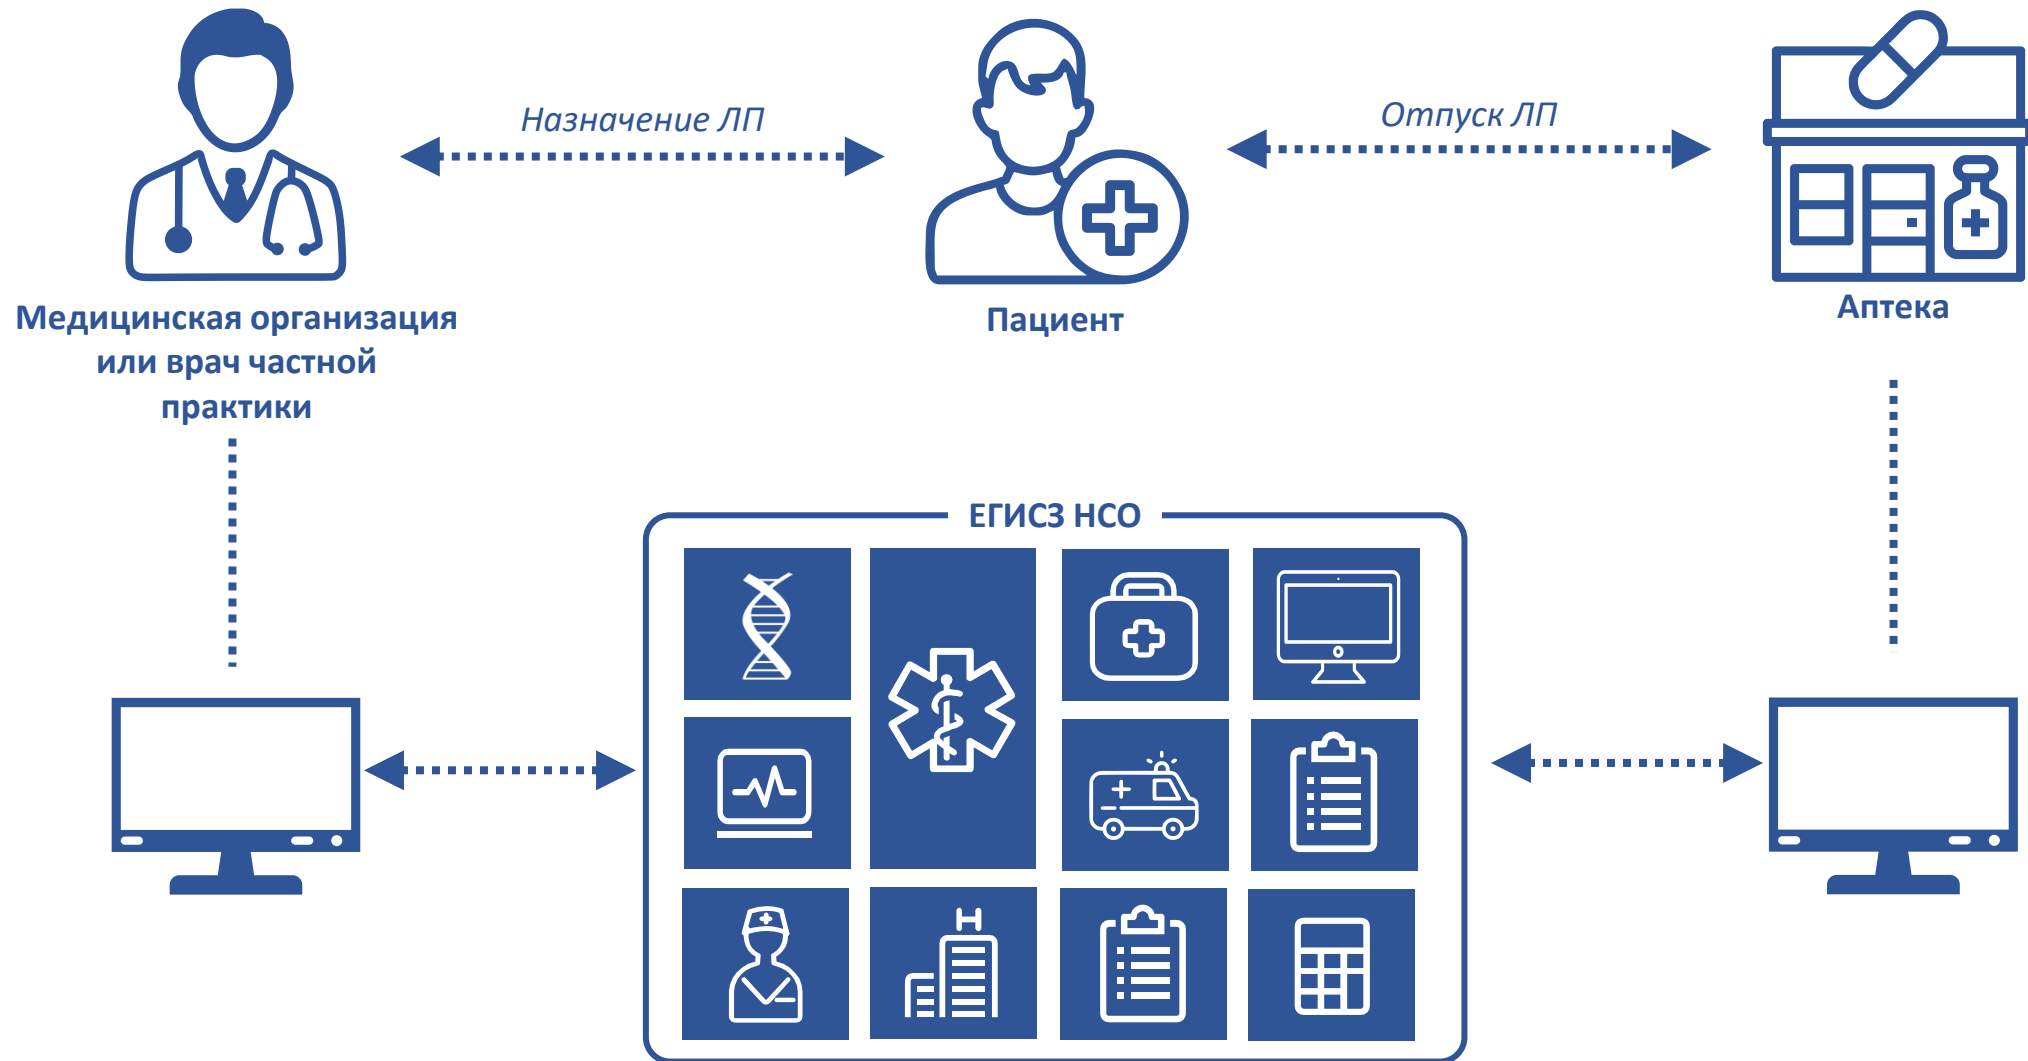 Назначение ЛП
Отпуск ЛП
Медицинская организация
или врач частной
практики
Пациент
Аптека
ЕГИСЗ НСО
H